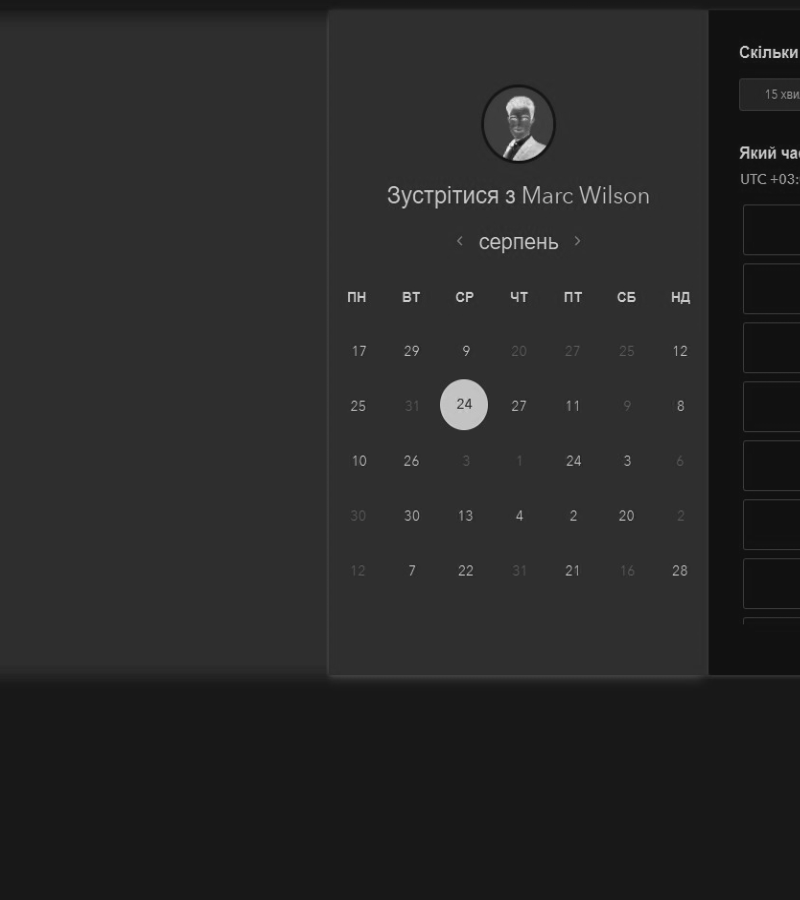 Зустрітися з Marc Wilson
серпень
ПН ВТ СР ЧТ ПТ СБ НД
17 29 9 20 27 25 12
25 31 24 27 11 9 8
10 26 3 1 24 3 6
30 30 13 4 2 20 2
12 7 22 31 21 16 28
Скільки
15 хви
Який ча
UTC +03: